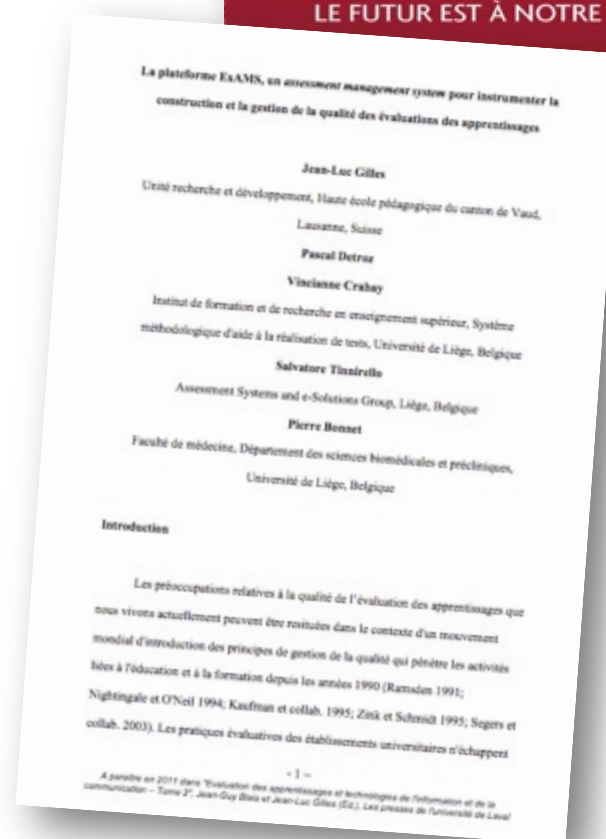 LE FUTUR EST À NOTRE
La plateforme ExAMS, un assessment management system pour instrumenter la
construction et la gestion de la qualité des évaluations des apprentissages
Jean-Luc Gilles
Unité recherche et développement, Haute école pédagogique du canton de Vaud,
Lausanne, Suisse
Pascal Detroz
Vincianne Crahay
Institut de formation et de recherche en enseignement supérieur, Système
méthodologique d'aide à la réalisation de tests, Université de Liège, Belgique
Salvatore Tinnirello
Assessment Systems and e-Solutions Group, Liège, Belgique
Pierre Bonnet
Faculté de médecine, Département des sciences biomédicales et précliniques,
Université de Liège, Belgique
Introduction
Les préoccupations relatives à la qualité de l'évaluation des apprentissages que
nous vivons actuellement peuvent être restituées dans le contexte d'un mouvement
mondial d'introduction des principes de gestion de la qualité qui pénètre les activités
liées à l'éducation et à la formation depuis les années 1990 (Ramsden 1991;
Nightingale et O'Neil 1994; Kaufman et collab. 1995; Zink et Schmidt 1995; Segers et
collab. 2003). Les pratiques évaluatives des établissements universitaires n'échappent
- 1 -
A paraître en 2011 dans "Evaluation des apprentissages et technologies de l'information et de la
communication – Tome 2", Jean-Guy Blais et Jean-Luc Gilles (Ed.), Les presses de l'université de Laval